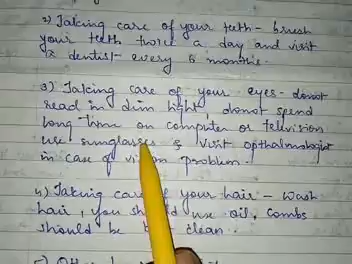 2) Taking care of your teeth - brush
your teeth twice a day and visit
dentist every 6 months.
3) Taking care of your eyes - donot
read in dim light, donot spend
long time on computer or television
use sunglasses & visit opthalmologist
in case of vision problem.
4) Taking care of your hair - wash
hair, you should use oil, combs
should be clean.